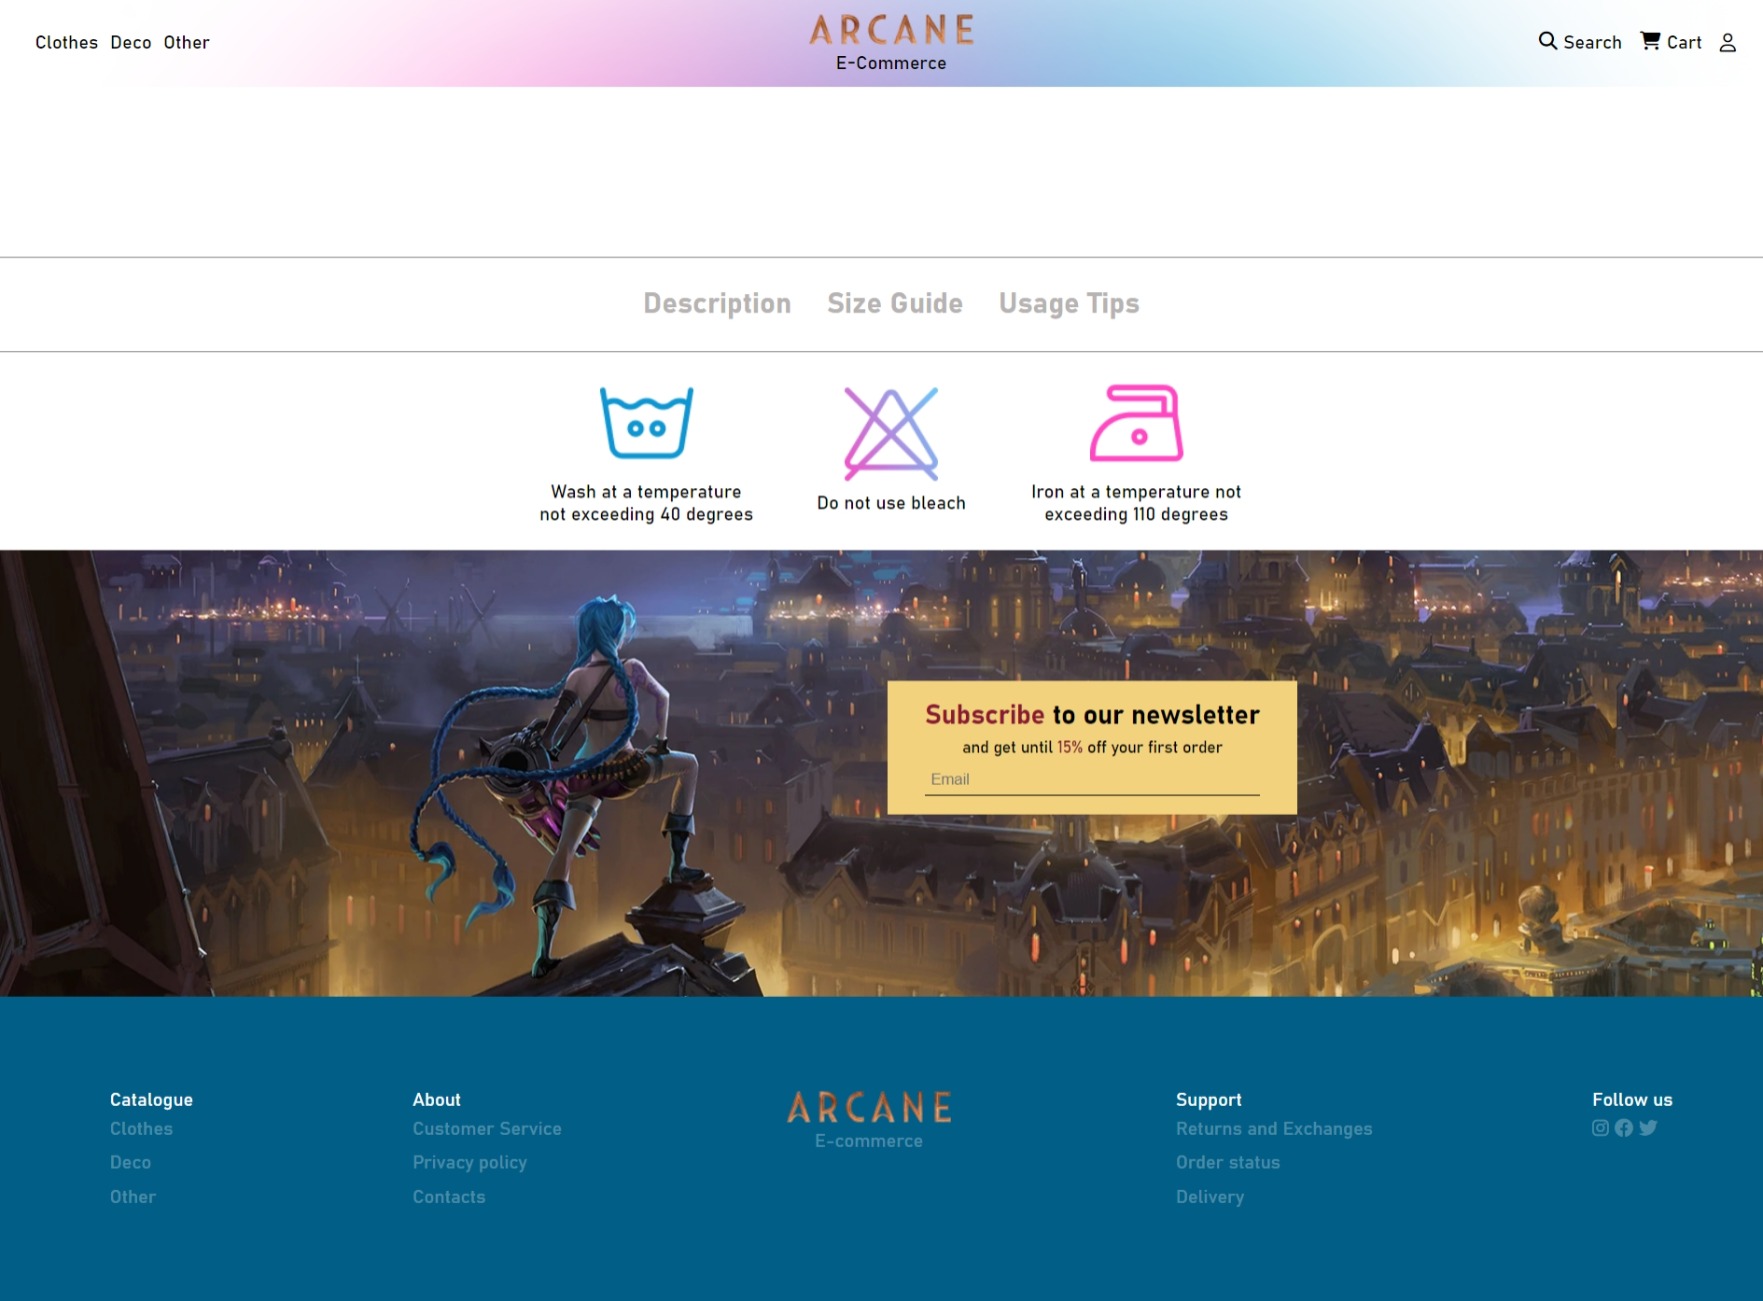 Clothes Deco Other
ARCANE
E-Commerce
Search Cart
Description Size Guide Usage Tips
Wash at a temperature
not exceeding 40 degrees
Do not use bleach
Iron at a temperature not
exceeding 110 degrees
Subscribe to our newsletter
and get until 15% off your first order
Email
Catalogue
Clothes
Deco
Other
About
Customer Service
Privacy policy
Contacts
ARCANE
E-commerce
Support
Returns and Exchanges
Order status
Delivery
Follow us